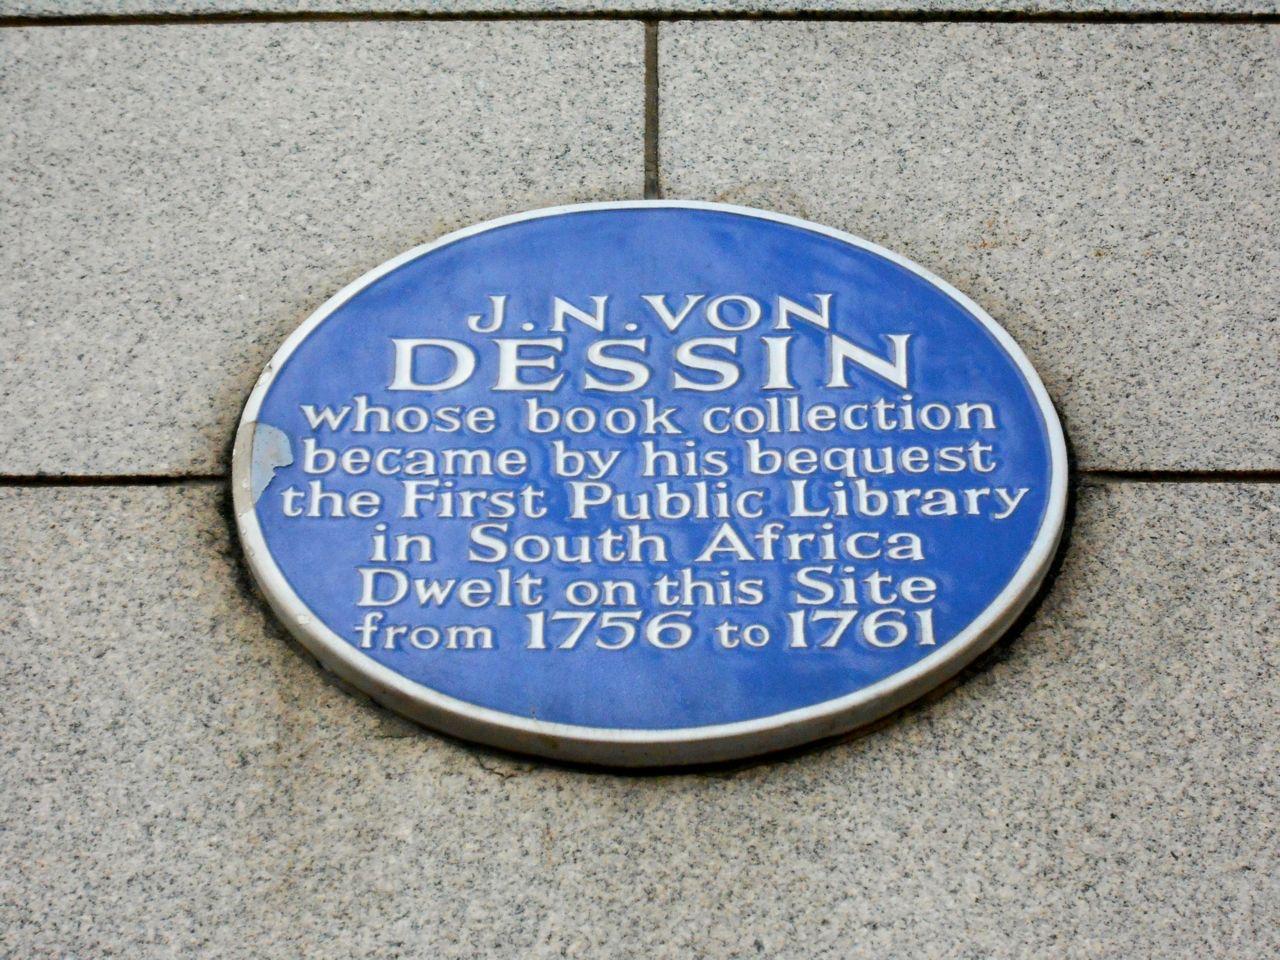 J.N.VON
DESSIN
whose book collection
became by his bequest
the First Public Library
in South Africa
Dwelt on this Site
from 1756 to 1761